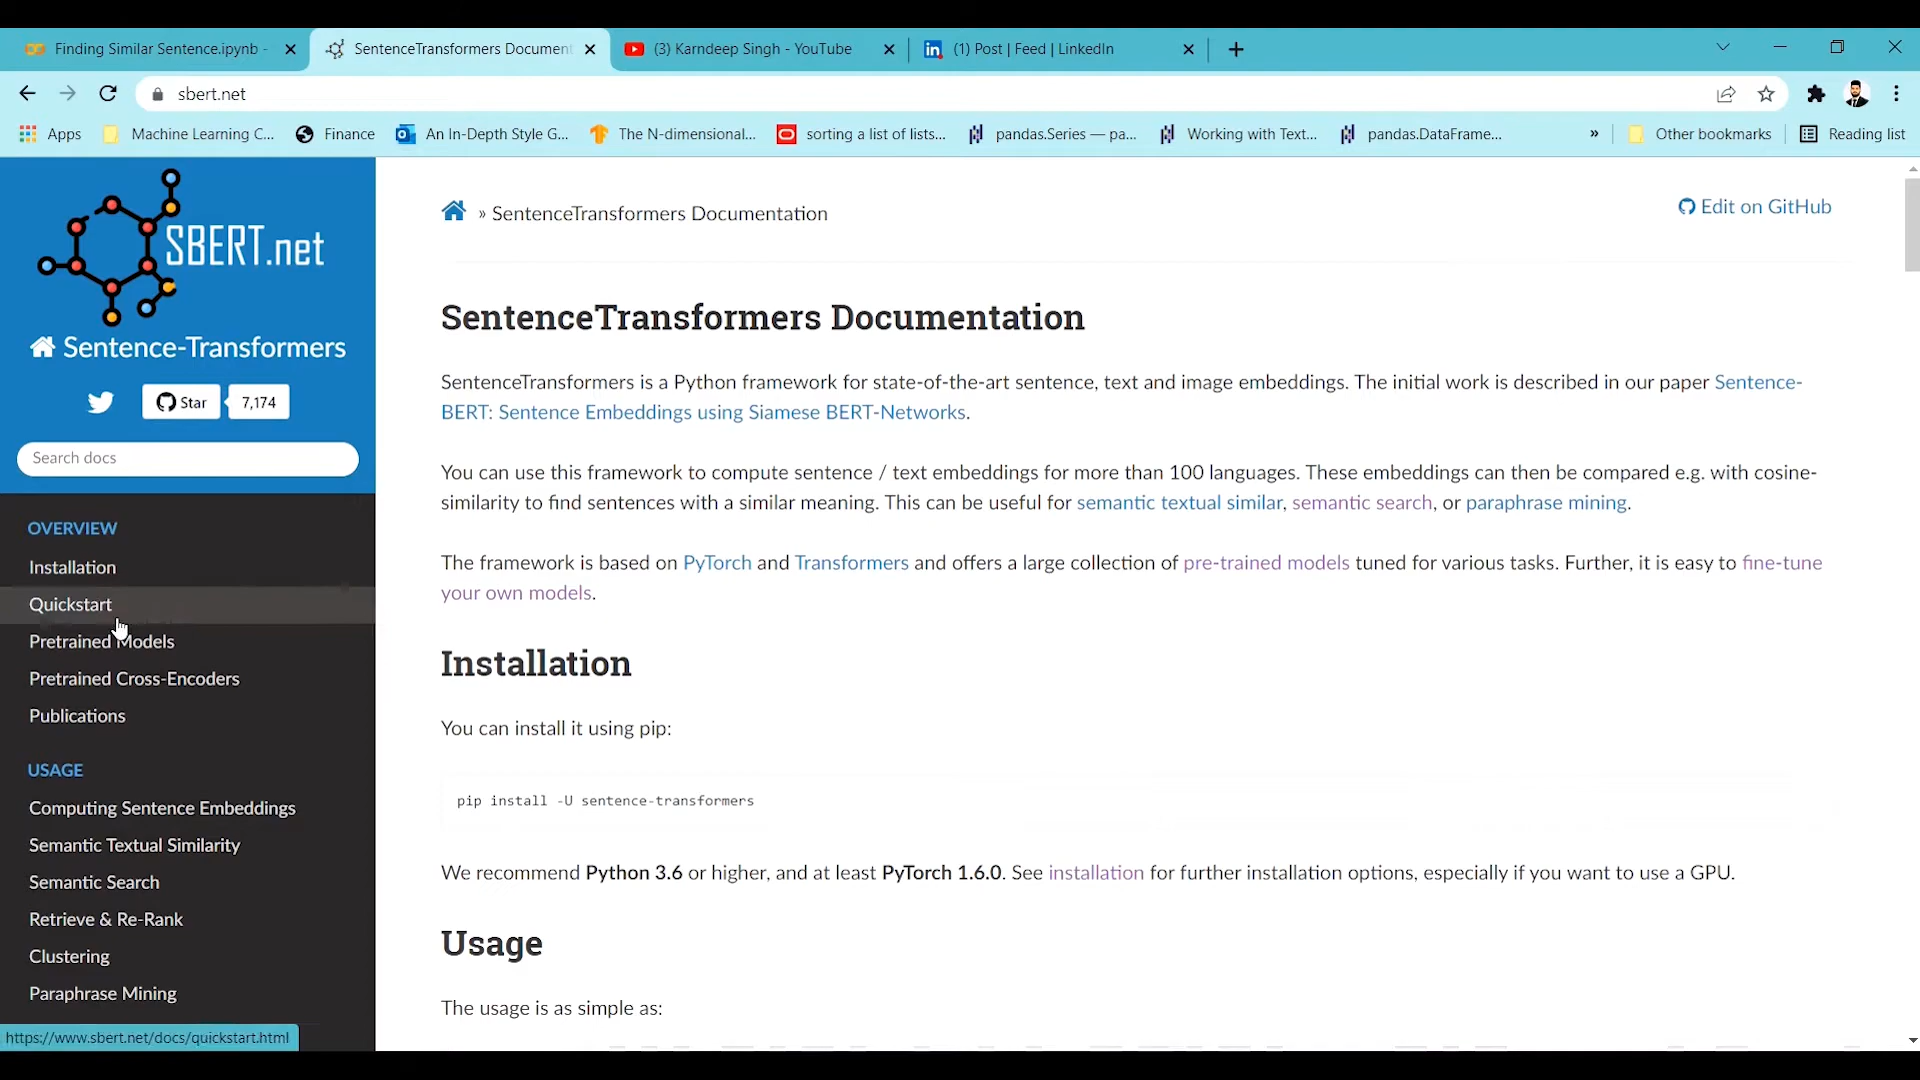 Finding Similar Sentence.ipynb -
SentenceTransformers Document
(3) Karndeep Singh - YouTube
in (1) Post | Feed | LinkedIn
sbert.net
Apps
Machine Learning C...
Finance
An In-Depth Style G...
The N-dimensional...
sorting a list of lists...
pandas.Series — pa...
Working with Text...
pandas.DataFrame...
»
Other bookmarks
Reading list
SBERT.net
Sentence-Transformers
Star
7,174
Search docs
OVERVIEW
Installation
Quickstart
Pretrained Models
Pretrained Cross-Encoders
Publications
USAGE
Computing Sentence Embeddings
Semantic Textual Similarity
Semantic Search
Retrieve & Re-Rank
Clustering
Paraphrase Mining
https://www.sbert.net/docs/quickstart.html
» SentenceTransformers Documentation
Edit on GitHub
SentenceTransformers Documentation
SentenceTransformers is a Python framework for state-of-the-art sentence, text and image embeddings. The initial work is described in our paper Sentence-
BERT: Sentence Embeddings using Siamese BERT-Networks.
You can use this framework to compute sentence / text embeddings for more than 100 languages. These embeddings can then be compared e.g. with cosine-
similarity to find sentences with a similar meaning. This can be useful for semantic textual similar, semantic search, or paraphrase mining.
The framework is based on PyTorch and Transformers and offers a large collection of pre-trained models tuned for various tasks. Further, it is easy to fine-tune
your own models.
Installation
You can install it using pip:
pip install -U sentence-transformers
We recommend Python 3.6 or higher, and at least PyTorch 1.6.0. See installation for further installation options, especially if you want to use a GPU.
Usage
The usage is as simple as: